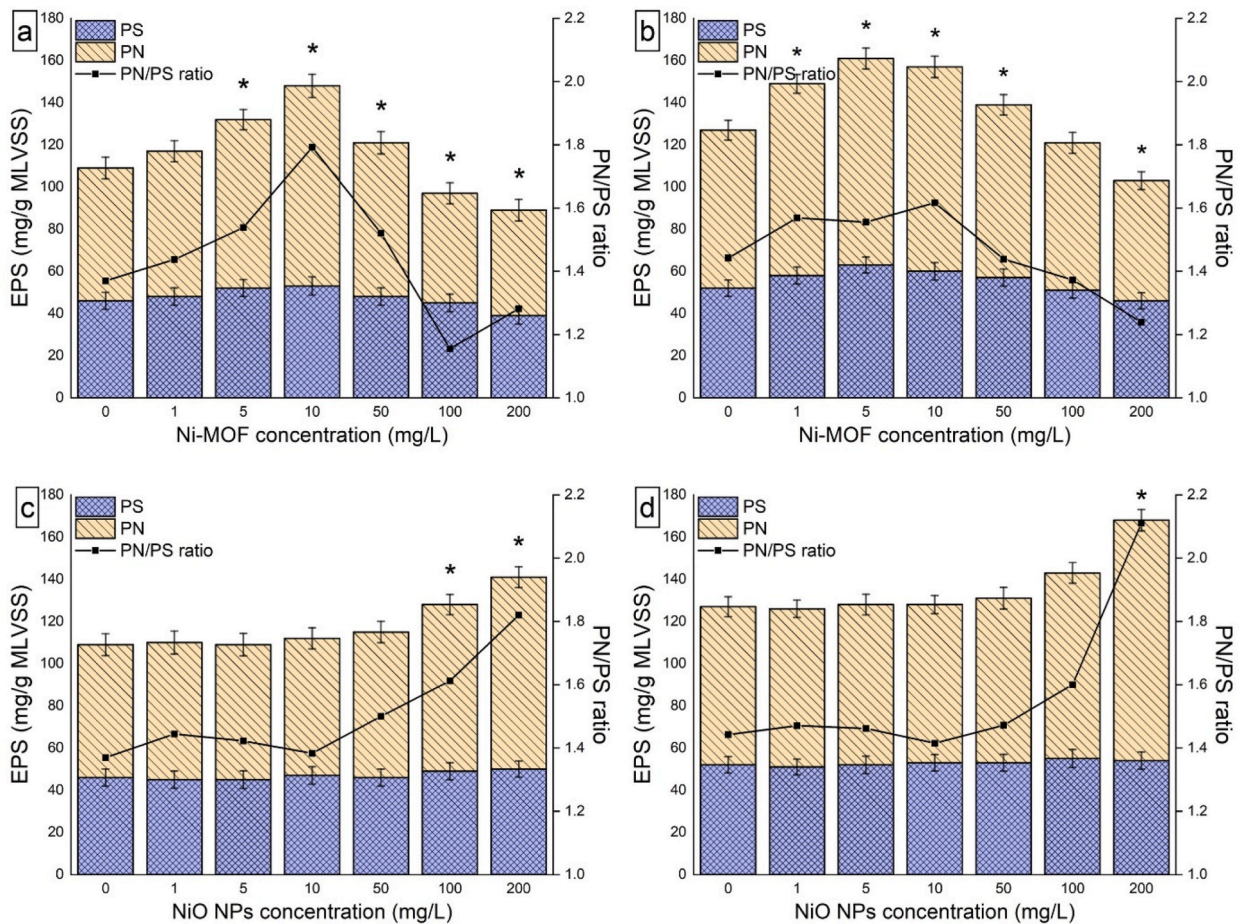 a
PS
PN
PN/PS ratio
EPS (mg/g MLVSS)
180
160
140
120
100
80
60
40
20
0
* * * * *
2.2
2.0
1.8
1.6
1.4
1.2
1.0
PN/PS ratio
0 1 5 10 50 100 200
Ni-MOF concentration (mg/L)
b
PS
PN
PN/PS ratio
EPS (mg/g MLVSS)
180
160
140
120
100
80
60
40
20
0
* * * * *
2.2
2.0
1.8
1.6
1.4
1.2
1.0
PN/PS ratio
0 1 5 10 50 100 200
Ni-MOF concentration (mg/L)
c
PS
PN
PN/PS ratio
EPS (mg/g MLVSS)
180
160
140
120
100
80
60
40
20
0
* *
2.2
2.0
1.8
1.6
1.4
1.2
1.0
PN/PS ratio
0 1 5 10 50 100 200
NiO NPs concentration (mg/L)
d
PS
PN
PN/PS ratio
EPS (mg/g MLVSS)
180
160
140
120
100
80
60
40
20
0
*
2.2
2.0
1.8
1.6
1.4
1.2
1.0
PN/PS ratio
0 1 5 10 50 100 200
NiO NPs concentration (mg/L)